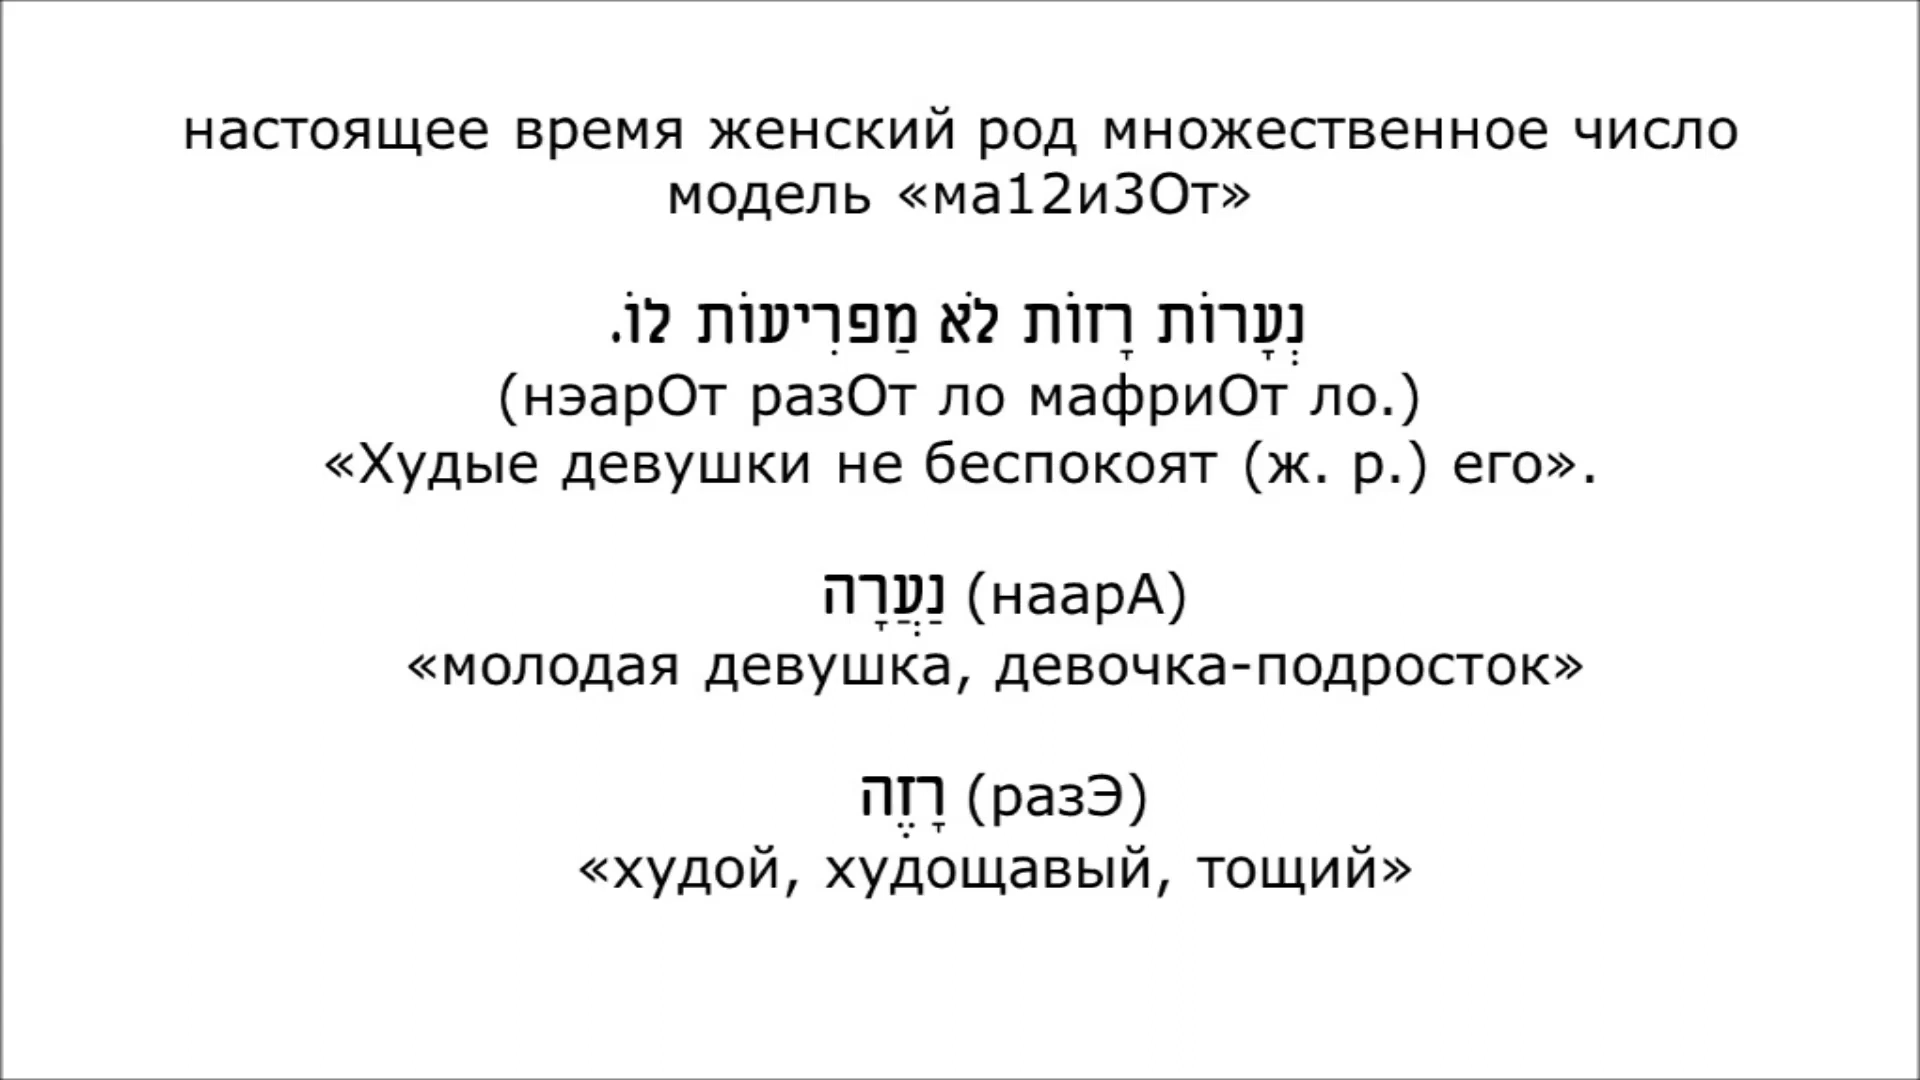 настоящее время женский род множественное число
модель «ма12и3От»
נְעָרוֹת רָזוֹת לֹא מַפרִיעוֹת לוֹ.
(нэарОт разОт ло мафриОт ло.)
«Худые девушки не беспокоят (ж. р.) его».
נַעֲרָה (наарА)
«молодая девушка, девочка-подросток»
רָזֶה (разЭ)
«худой, худощавый, тощий»